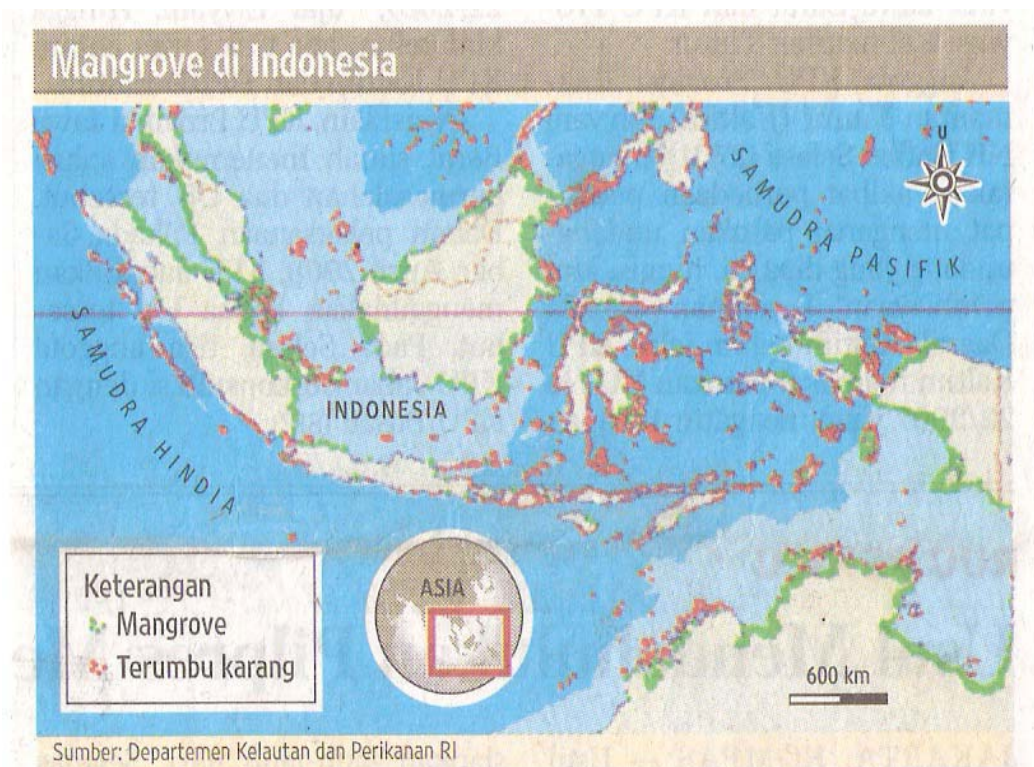 Mangrove di Indonesia
U
SAMUDRA PASIFIK
SAMUDRA HINDIA
INDONESIA
Keterangan
Mangrove
Terumbu karang
ASIA
600 km
Sumber: Departemen Kelautan dan Perikanan RI